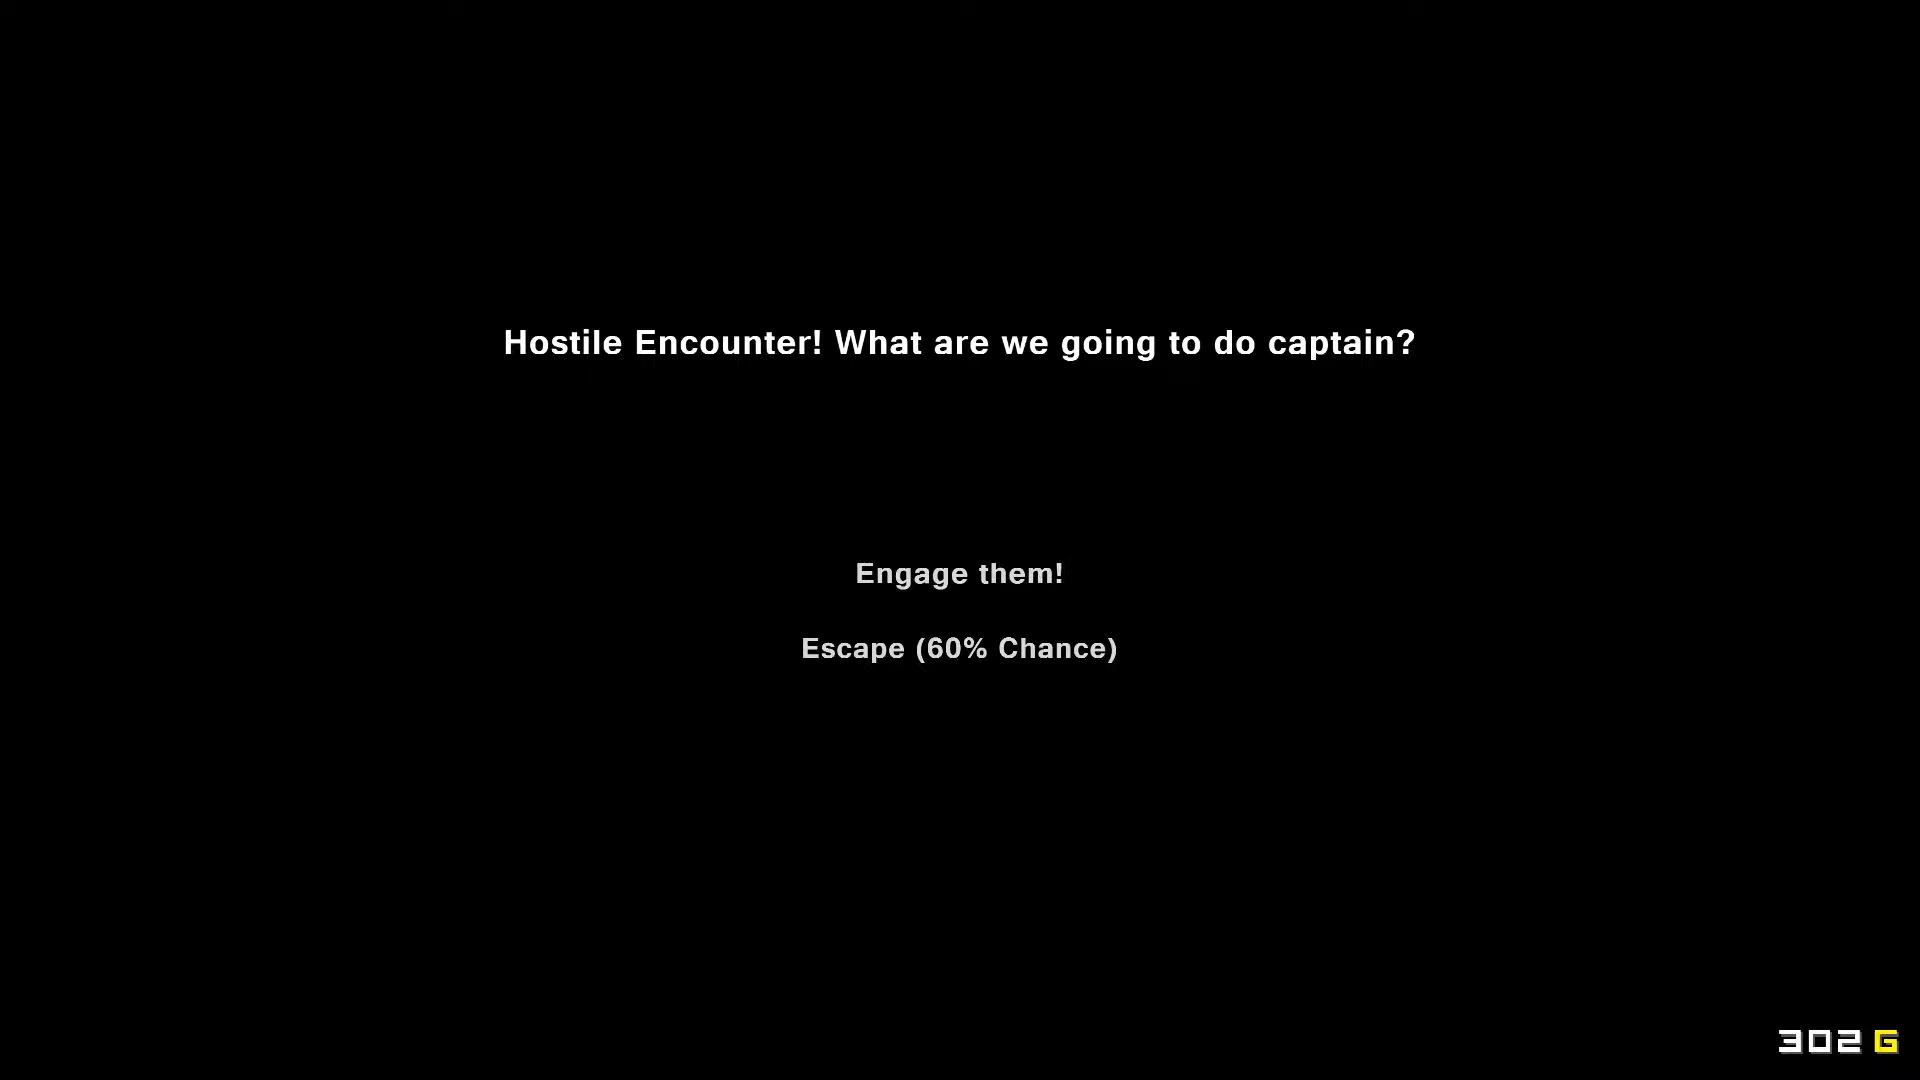 Hostile Encounter! What are we going to do captain?
Engage them!
Escape (60% Chance)
302 G